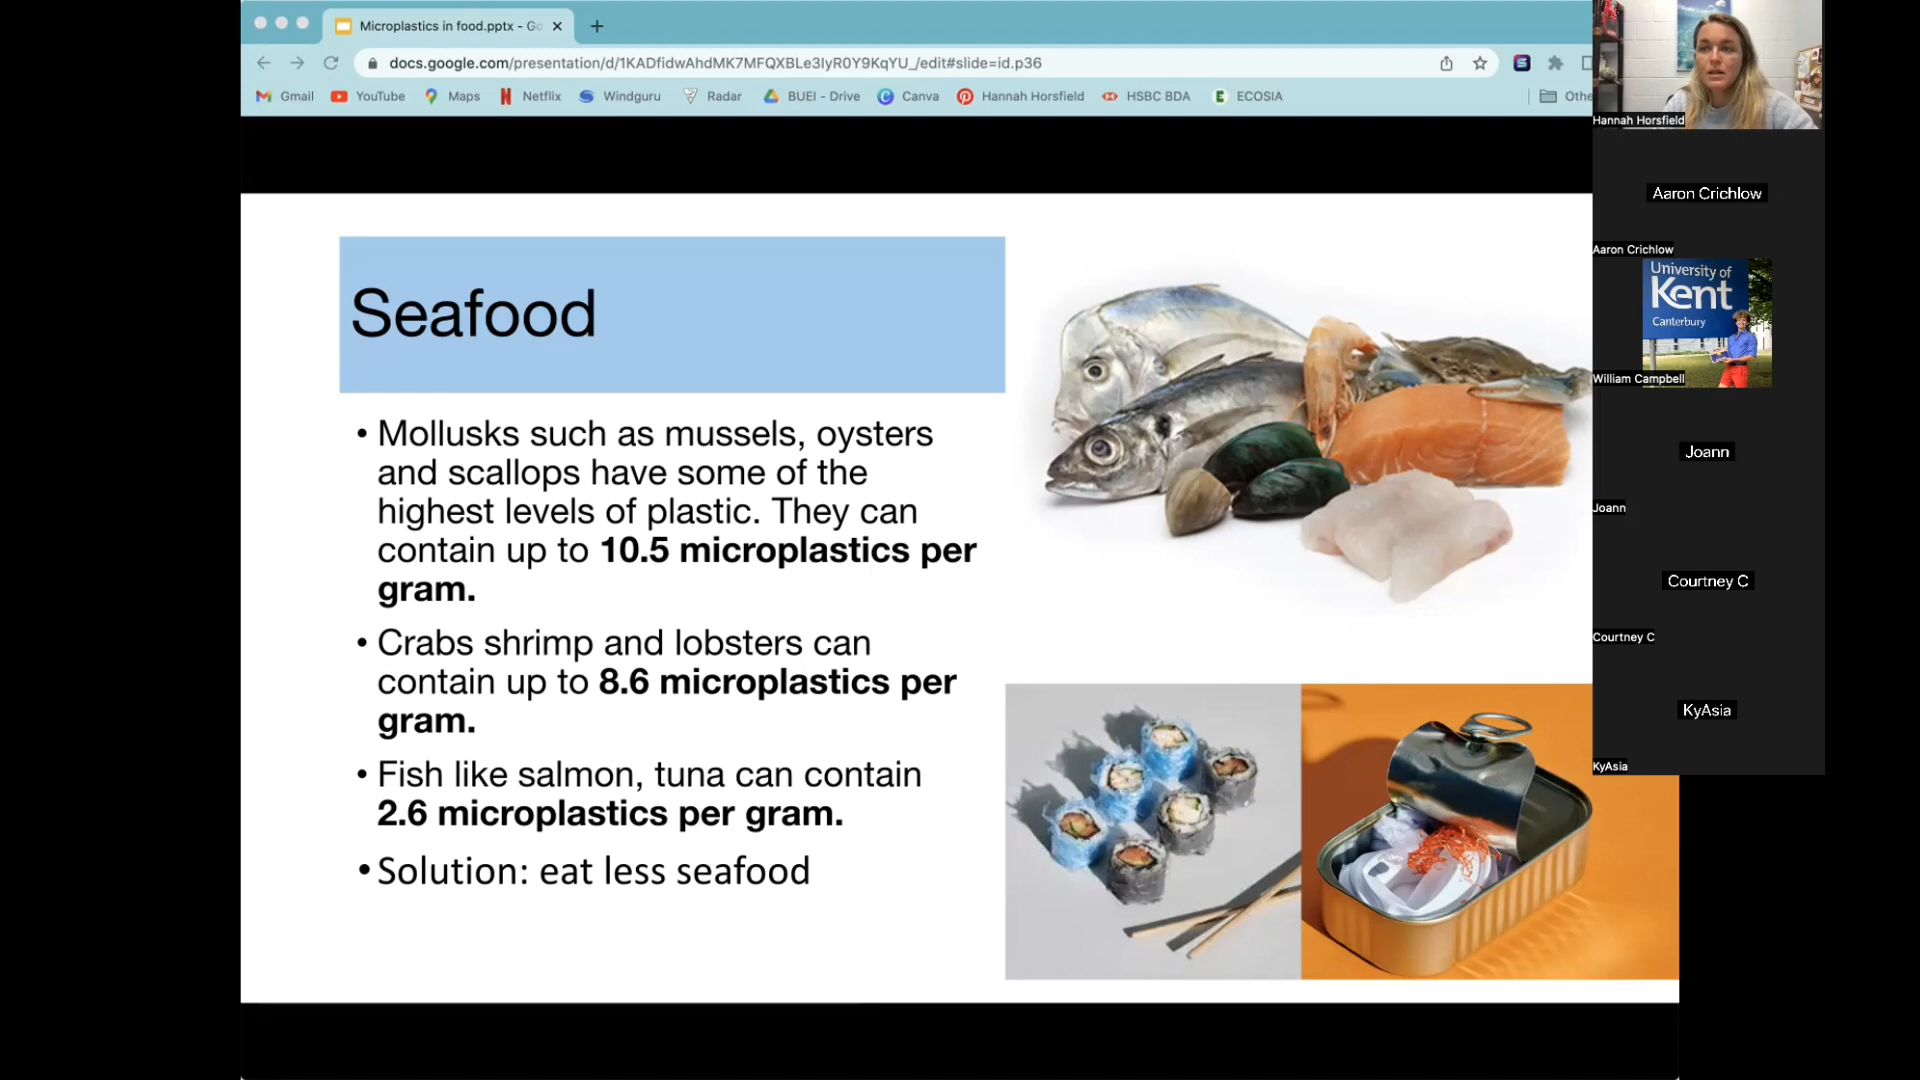 Microplastics in food.pptx - Go
docs.google.com/presentation/d/1KADfidwAhdMK7MFQXBLe3IyR0Y9KqYU_/edit#slide=id.p36
Gmail YouTube Maps Netflix Windguru Radar BUEI - Drive Canva Hannah Horsfield HSBC BDA ECOSIA Othe
Seafood
• Mollusks such as mussels, oysters
and scallops have some of the
highest levels of plastic. They can
contain up to 10.5 microplastics per
gram.
• Crabs shrimp and lobsters can
contain up to 8.6 microplastics per
gram.
• Fish like salmon, tuna can contain
2.6 microplastics per gram.
• Solution: eat less seafood
Hannah Horsfield
Aaron Crichlow
Aaron Crichlow
University of
Kent
Canterbury
William Campbell
Joann
Joann
Courtney C
Courtney C
KyAsia
KyAsia